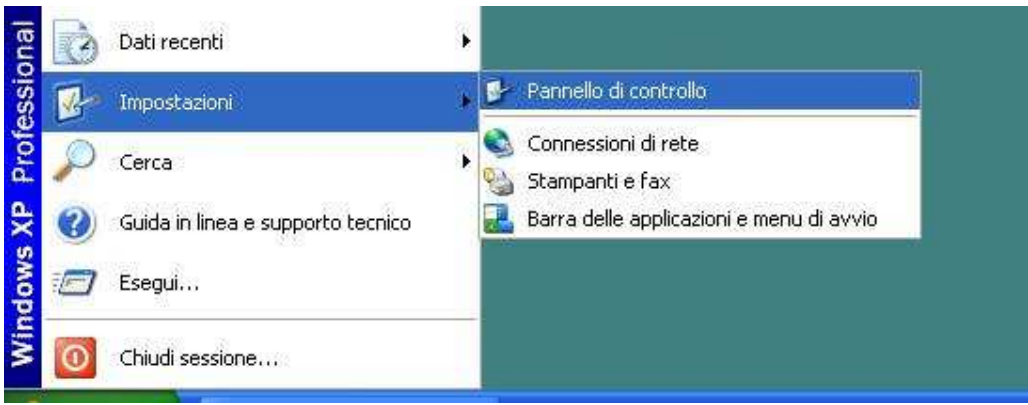 Windows XP Professional
Dati recenti
Impostazioni
Cerca
Guida in linea e supporto tecnico
Esegui...
Chiudi sessione...
Pannello di controllo
Connessioni di rete
Stampanti e fax
Barra delle applicazioni e menu di avvio